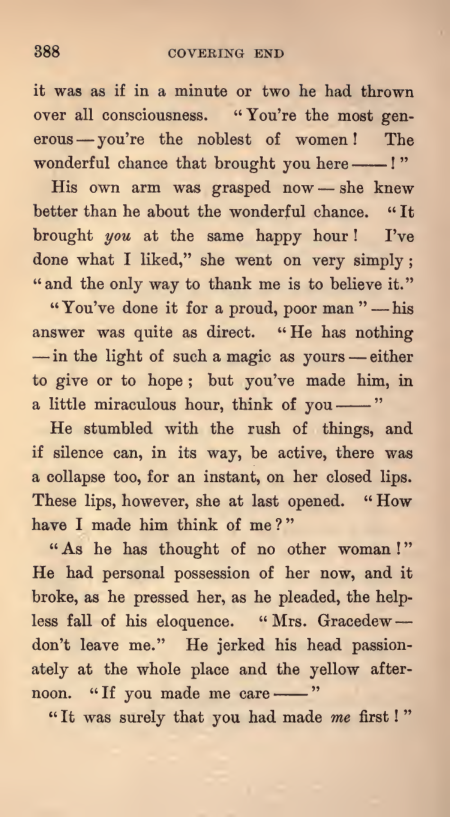 388 COVERING END
it was as if in a minute or two he had thrown
over all consciousness. “You're the most gen-
erous — you're the noblest of women! The
wonderful chance that brought you here —— !”
His own arm was grasped now — she knew
better than he about the wonderful chance. “It
brought you at the same happy hour! I've
done what I liked,” she went on very simply;
“and the only way to thank me is to believe it.”
“You've done it for a proud, poor man” — his
answer was quite as direct. “He has nothing
— in the light of such a magic as yours — either
to give or to hope; but you've made him, in
a little miraculous hour, think of you ——”
He stumbled with the rush of things, and
if silence can, in its way, be active, there was
a collapse too, for an instant, on her closed lips.
These lips, however, she at last opened. “How
have I made him think of me?”
“As he has thought of no other woman!”
He had personal possession of her now, and it
broke, as he pressed her, as he pleaded, the help-
less fall of his eloquence. “Mrs. Gracedew —
don't leave me.” He jerked his head passion-
ately at the whole place and the yellow after-
noon. “If you made me care ——”
“It was surely that you had made me first!”